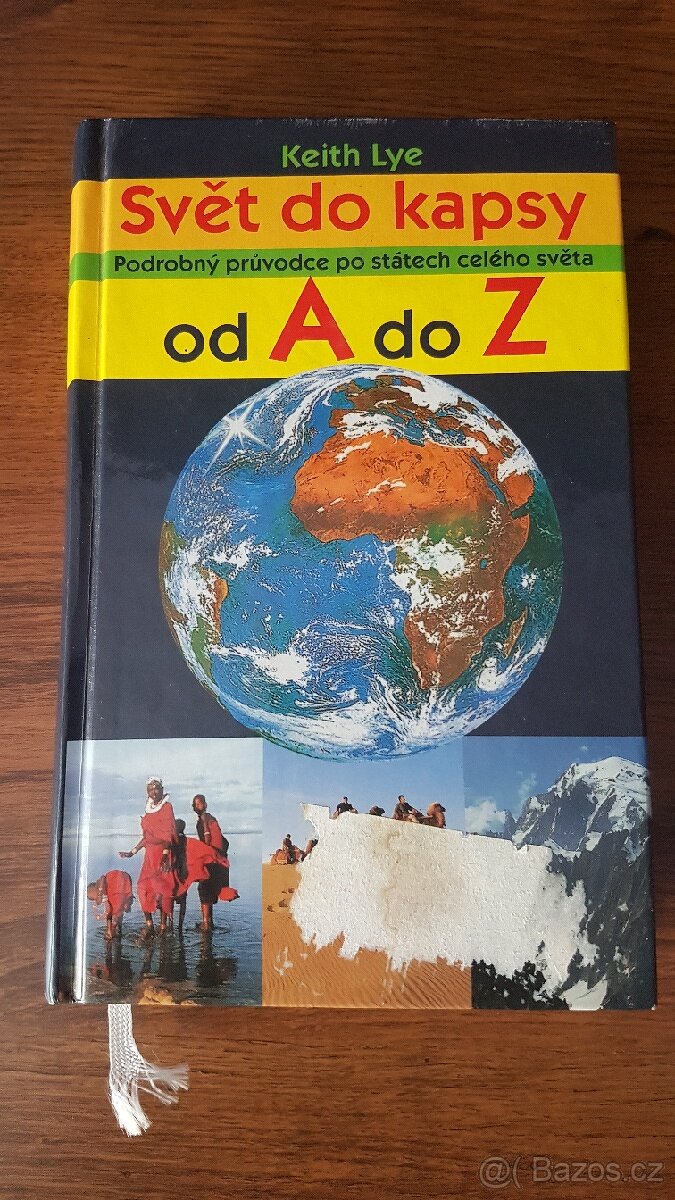 Keith Lye
Svět do kapsy
Podrobný průvodce po státech celého světa
od A do Z
@( Bazos.cz